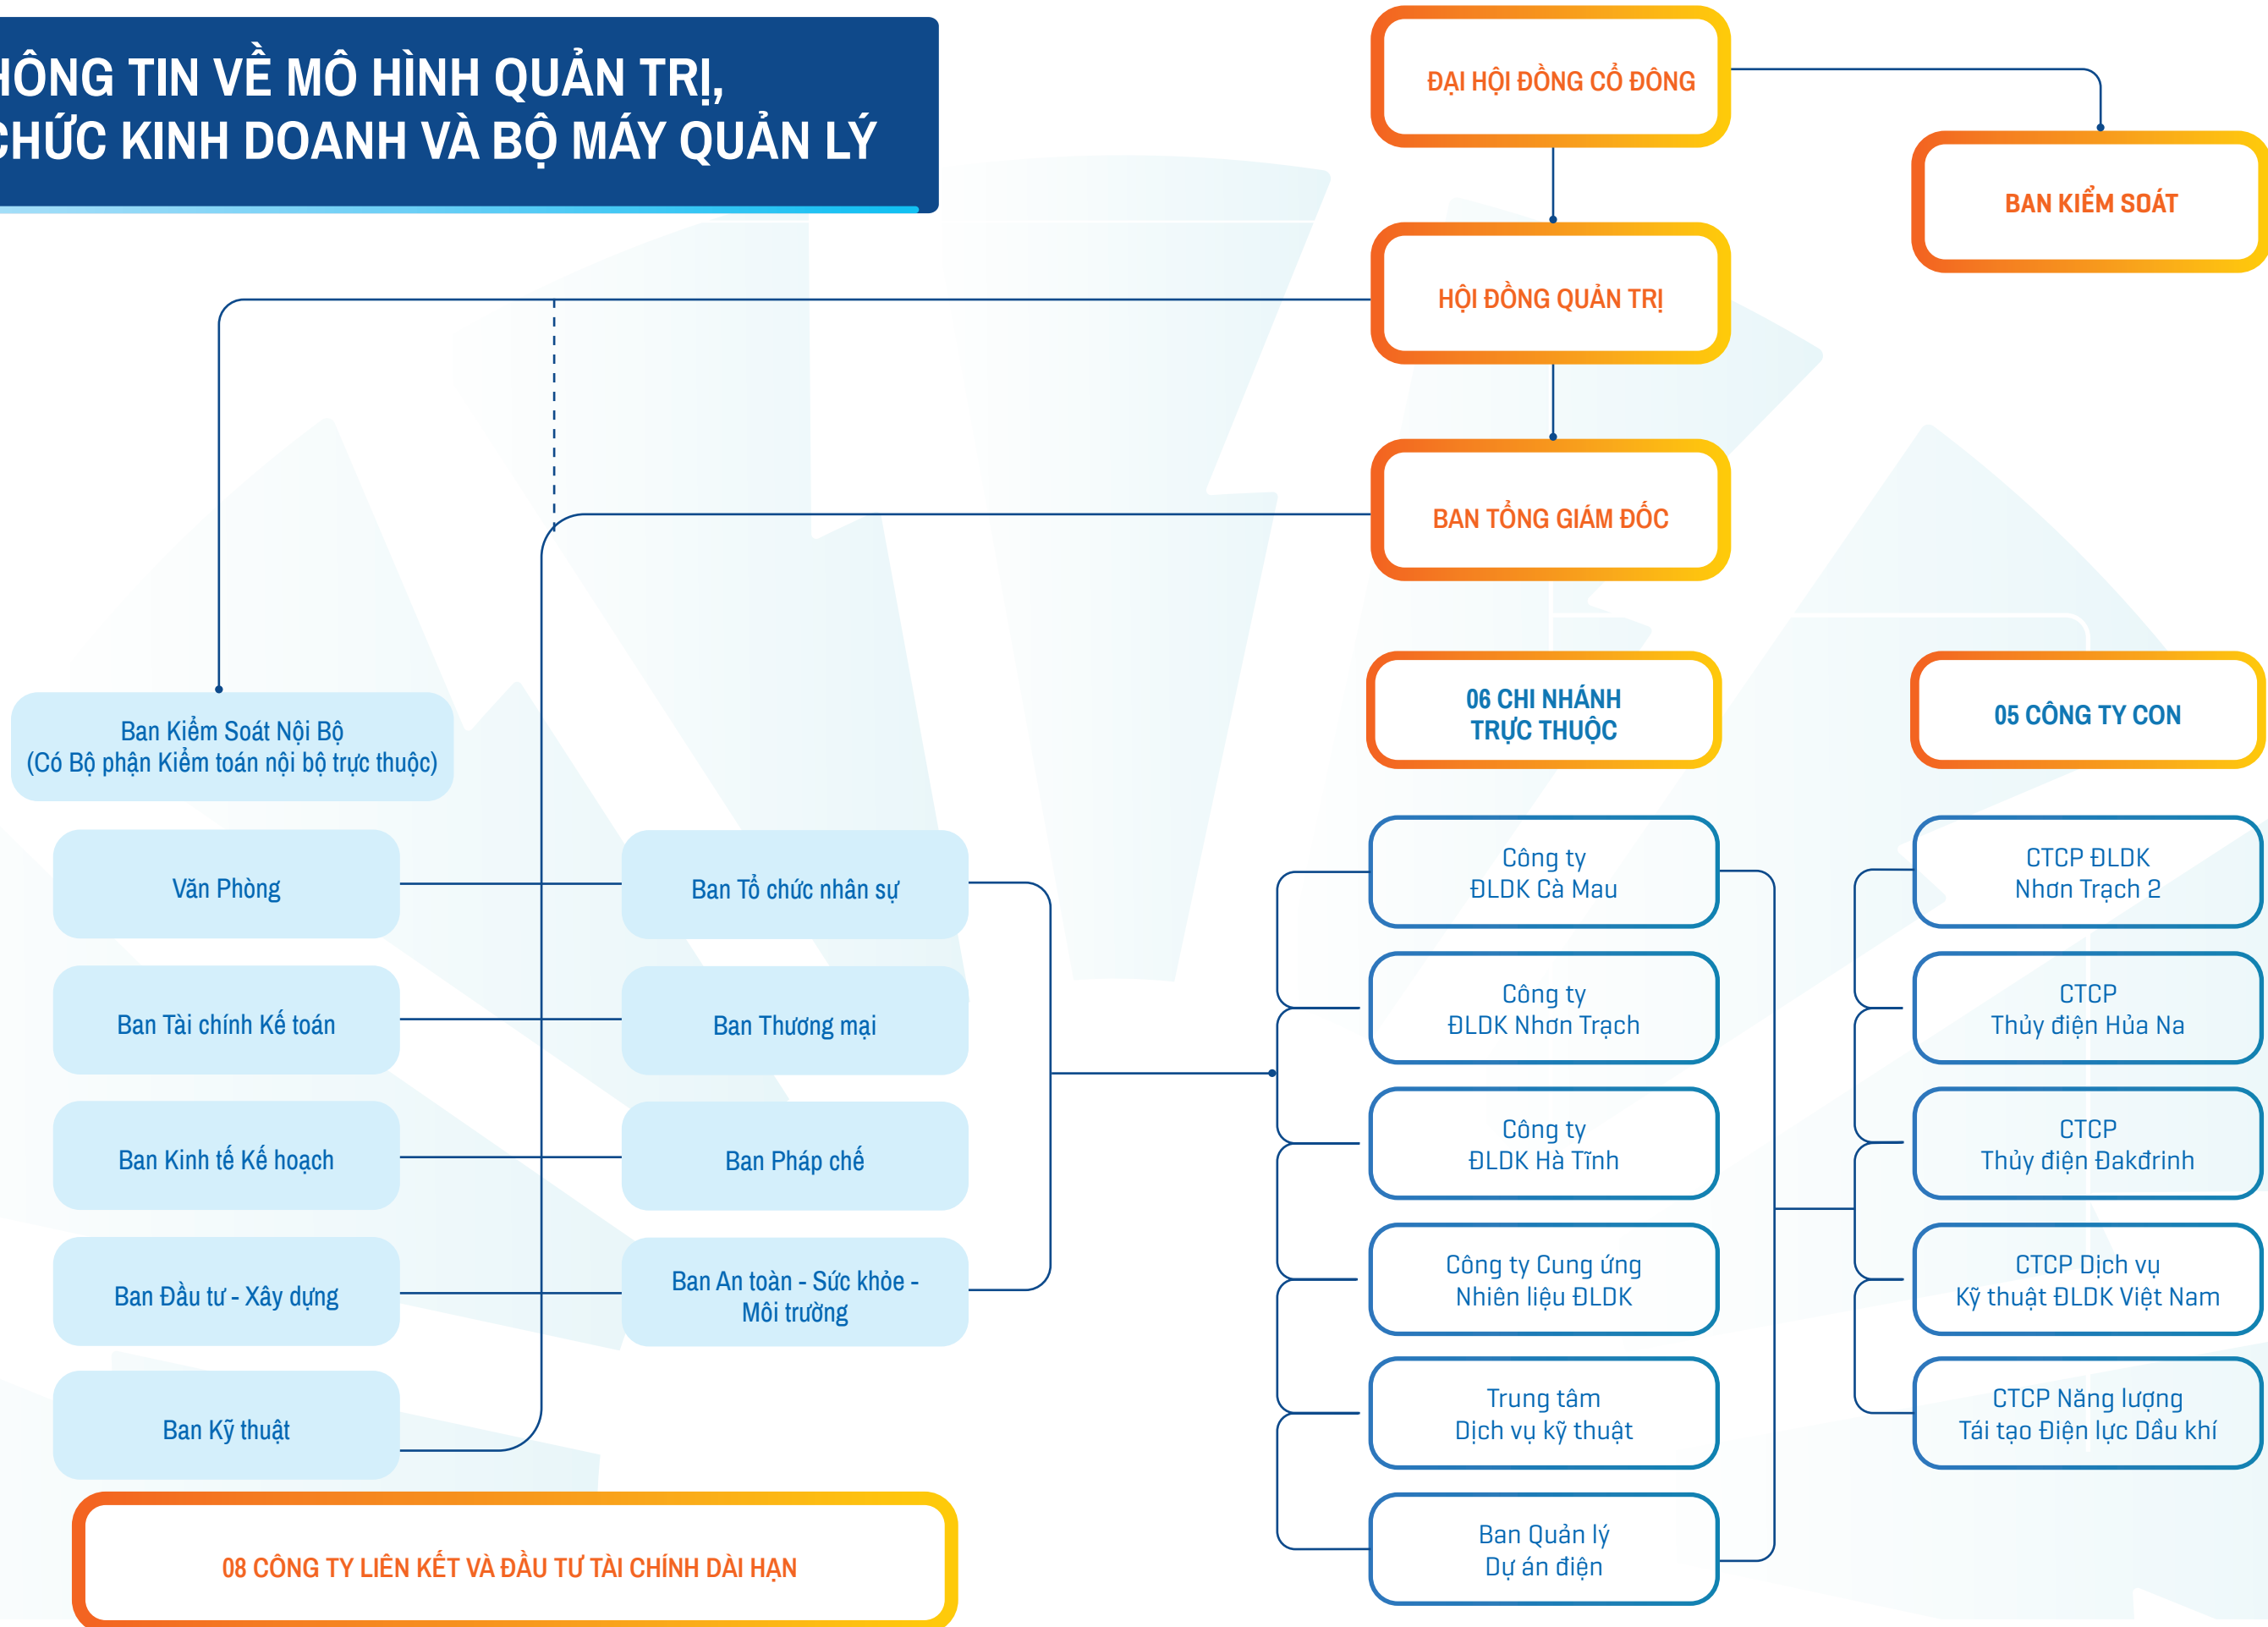 HÔNG TIN VỀ MÔ HÌNH QUẢN TRỊ,
CHỨC KINH DOANH VÀ BỘ MÁY QUẢN LÝ
ĐẠI HỘI ĐỒNG CỔ ĐÔNG
BAN KIỂM SOÁT
HỘI ĐỒNG QUẢN TRỊ
BAN TỔNG GIÁM ĐỐC
Ban Kiểm Soát Nội Bộ
(Có Bộ phận Kiểm toán nội bộ trực thuộc)
Văn Phòng
Ban Tài chính Kế toán
Ban Kinh tế Kế hoạch
Ban Đầu tư - Xây dựng
Ban Kỹ thuật
Ban Tổ chức nhân sự
Ban Thương mại
Ban Pháp chế
Ban An toàn - Sức khỏe -
Môi trường
06 CHI NHÁNH
TRỰC THUỘC
Công ty
ĐLDK Cà Mau
Công ty
ĐLDK Nhơn Trạch
Công ty
ĐLDK Hà Tĩnh
Công ty Cung ứng
Nhiên liệu ĐLDK
Trung tâm
Dịch vụ kỹ thuật
Ban Quản lý
Dự án điện
05 CÔNG TY CON
CTCP ĐLDK
Nhơn Trạch 2
CTCP
Thủy điện Hủa Na
CTCP
Thủy điện Đakđrinh
CTCP Dịch vụ
Kỹ thuật ĐLDK Việt Nam
CTCP Năng lượng
Tái tạo Điện lực Dầu khí
08 CÔNG TY LIÊN KẾT VÀ ĐẦU TƯ TÀI CHÍNH DÀI HẠN